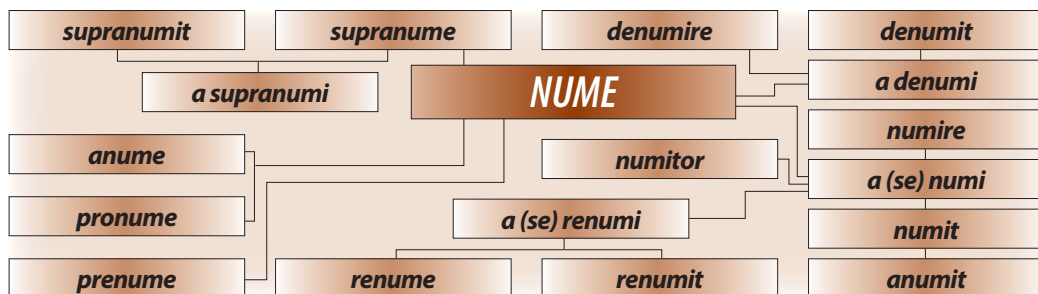 supranumit
supranume
denumire
denumit
a supranumi
NUME
a denumi
anume
numitor
numire
a (se) numi
pronume
a (se) renumi
numit
prenume
renume
renumit
anumit